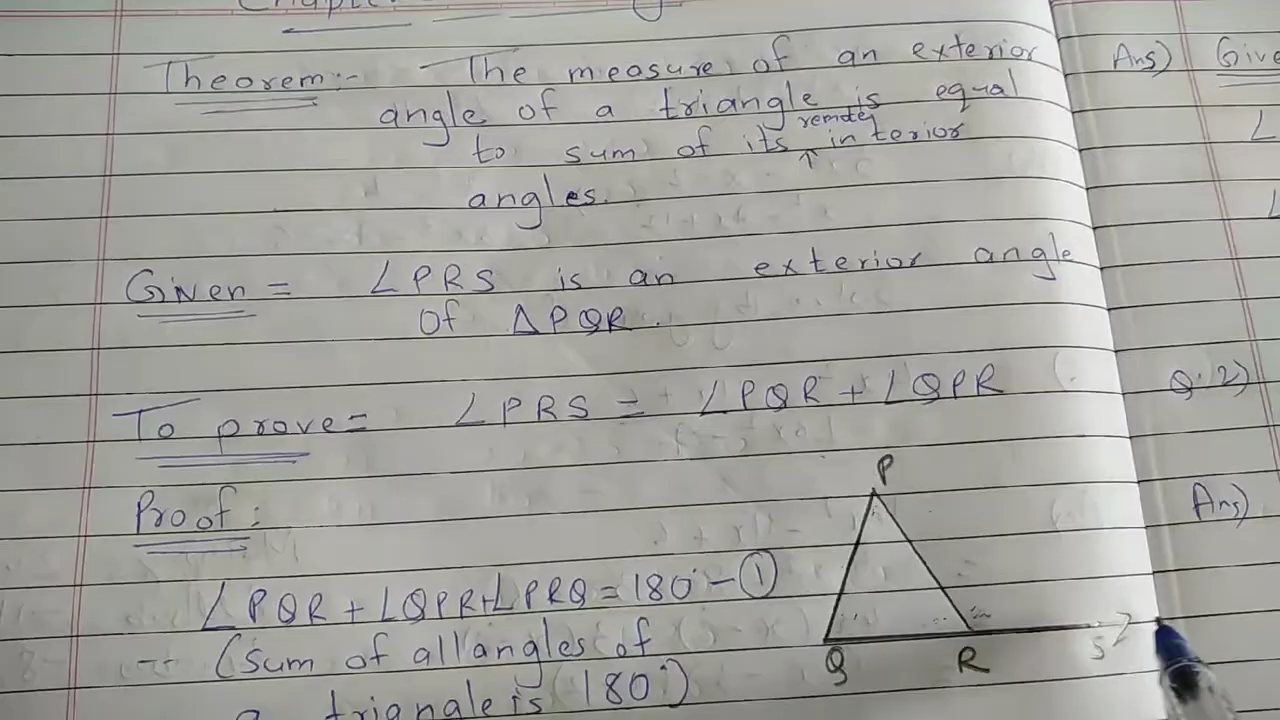 Theorem:- The measure of an exterior
angle of a triangle is equal
to sum of its remote interior
angles.
Given = ∠PRS is an exterior angle
Of ΔPQR.
To prove = ∠PRS = ∠PQR + ∠QPR
Proof:
∠PQR + ∠QPR+∠PRQ = 180° - ①
(Sum of all angles of
a triangle is 180°)
P
Q R S
Ans) Give
∠
∠
Q.2)
Ans)